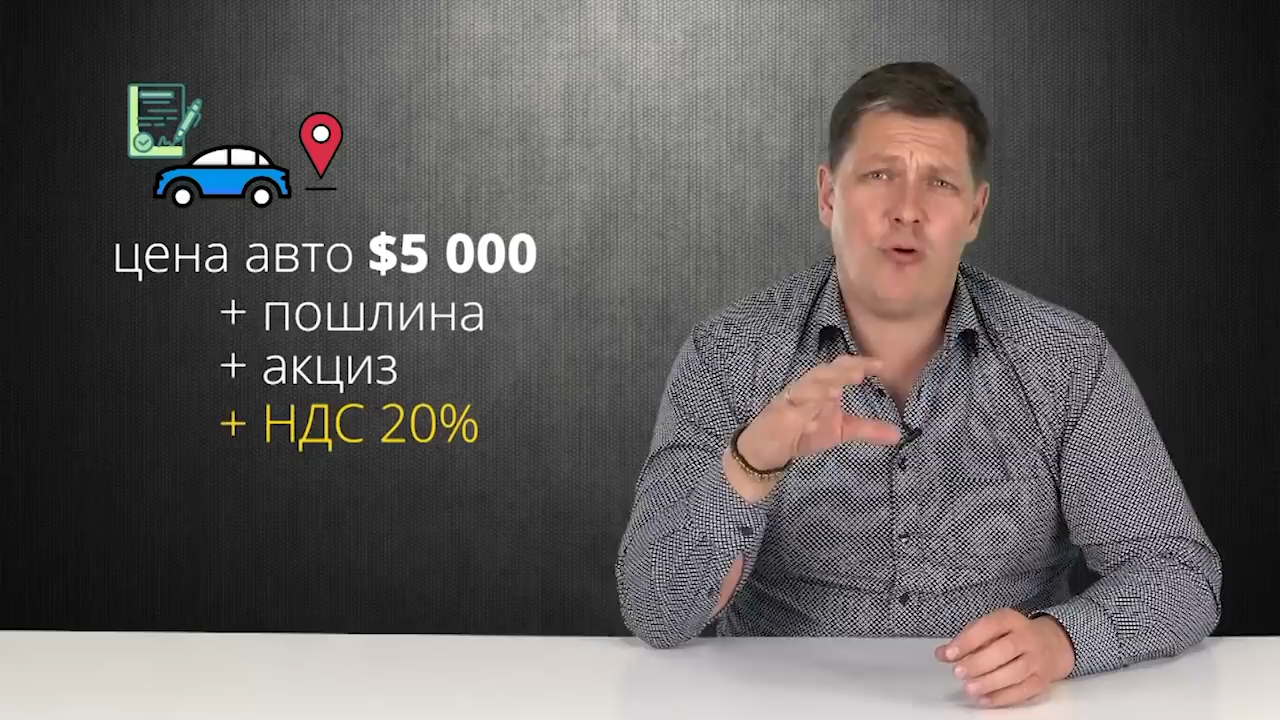 цена авто $5 000
+ пошлина
+ акциз
+ НДС 20%